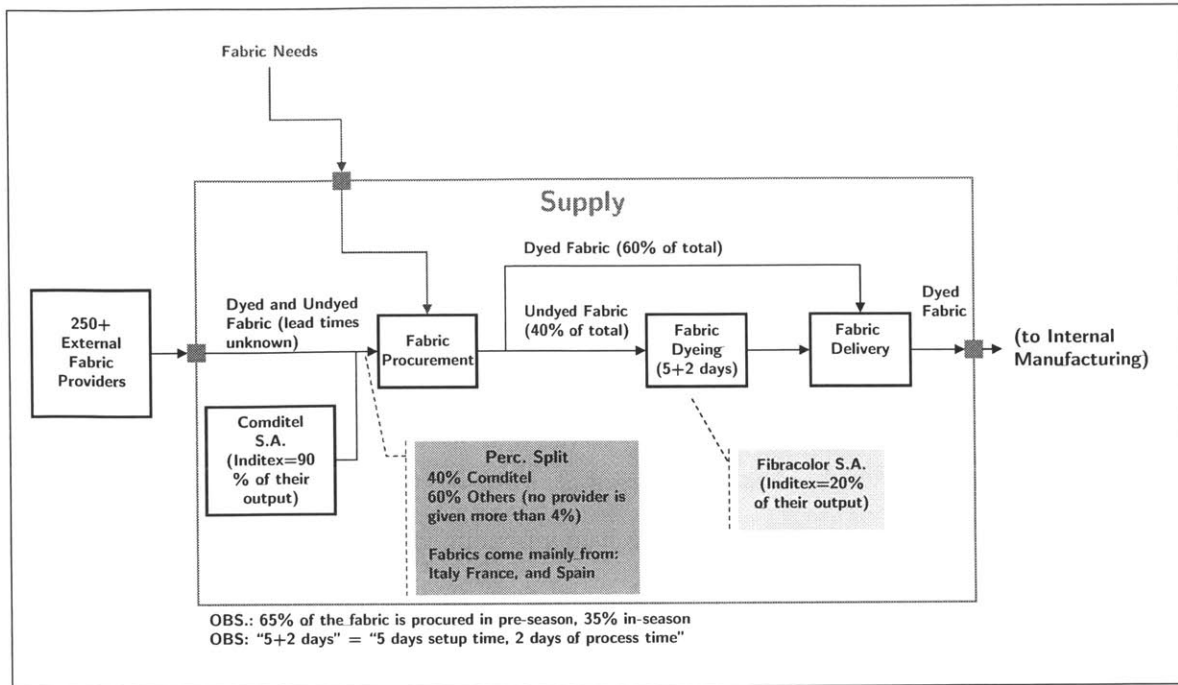 Fabric Needs
Supply
Dyed Fabric (60% of total)
250+
External
Fabric
Providers
Dyed and Undyed
Fabric (lead times
unknown)
Fabric
Procurement
Undyed Fabric
(40% of total)
Fabric
Dyeing
(5+2 days)
Fabric
Delivery
Dyed
Fabric
(to Internal
Manufacturing)
Comditel
S.A.
(Inditex=90
% of their
output)
Perc. Split
40% Comditel
60% Others (no provider is
given more than 4%)
Fabrics come mainly from:
Italy France, and Spain
Fibracolor S.A.
(Inditex=20%
of their output)
OBS.: 65% of the fabric is procured in pre-season, 35% in-season
OBS: "5+2 days" = "5 days setup time, 2 days of process time"